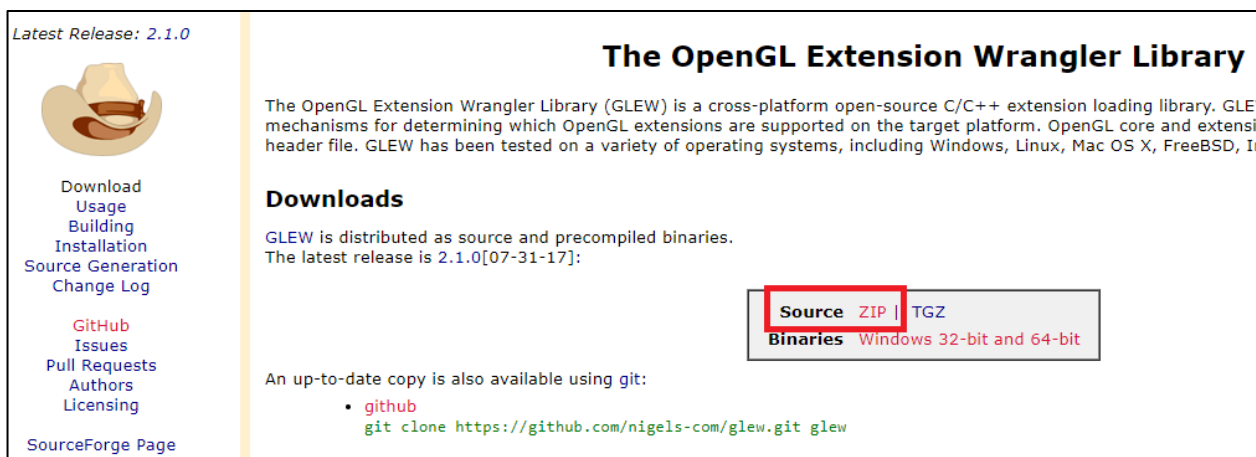 Latest Release: 2.1.0
Download
Usage
Building
Installation
Source Generation
Change Log
GitHub
Issues
Pull Requests
Authors
Licensing
SourceForge Page
The OpenGL Extension Wrangler Library
The OpenGL Extension Wrangler Library (GLEW) is a cross-platform open-source C/C++ extension loading library. GLE
mechanisms for determining which OpenGL extensions are supported on the target platform. OpenGL core and extensi
header file. GLEW has been tested on a variety of operating systems, including Windows, Linux, Mac OS X, FreeBSD, I
Downloads
GLEW is distributed as source and precompiled binaries.
The latest release is 2.1.0[07-31-17]:
Source ZIP | TGZ
Binaries Windows 32-bit and 64-bit
An up-to-date copy is also available using git:
• github
git clone https://github.com/nigels-com/glew.git glew